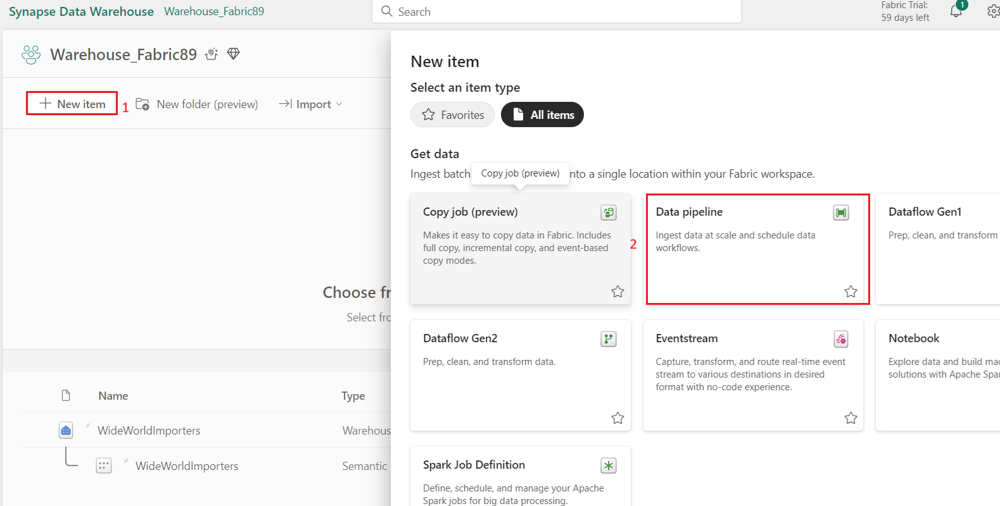 Synapse Data Warehouse Warehouse_Fabric89
Search
Fabric Trial:
59 days left
1
Warehouse_Fabric89
New item 1 New folder (preview) Import
Choose fr
Select fro
Name Type
WideWorldImporters Warehous
WideWorldImporters Semantic
New item
Select an item type
Favorites All items
Get data
Ingest batch nto a single location within your Fabric workspace.
Copy job (preview)
Copy job (preview)
Makes it easy to copy data in Fabric. Includes
full copy, incremental copy, and event-based
copy modes.
2
Data pipeline
Ingest data at scale and schedule data
workflows.
Dataflow Gen1
Prep, clean, and transform
Dataflow Gen2
Prep, clean, and transform data.
Eventstream
Capture, transform, and route real-time event
stream to various destinations in desired
format with no-code experience.
Notebook
Explore data and build mac
solutions with Apache Spar
Spark Job Definition
Define, schedule, and manage your Apache
Spark jobs for big data processing.